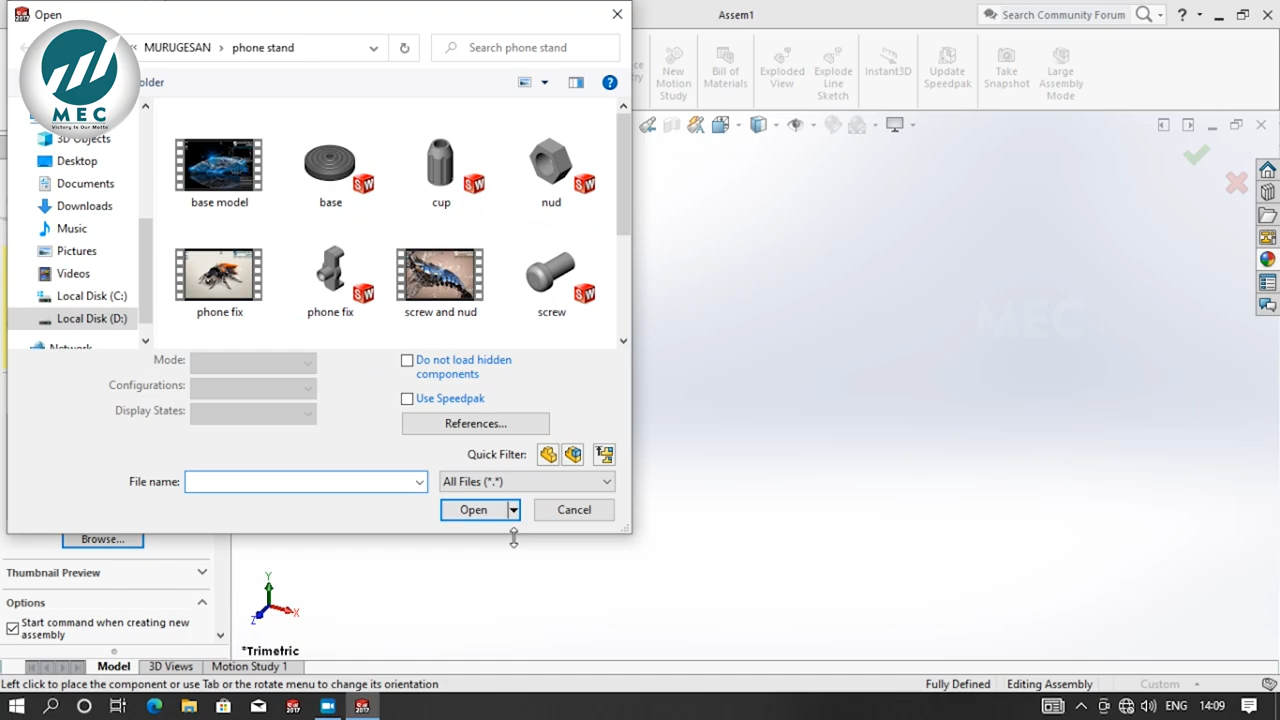 Open
Assem1
Search Community Forum
MURUGESAN
phone stand
Search phone stand
older
MEC
Victory Is Our Motto
New Motion Study
Bill of Materials
Exploded View
Explode Line Sketch
Instant3D
Update Speedpak
Take Snapshot
Large Assembly Mode
3D Objects
Desktop
Documents
Downloads
Music
Pictures
Videos
Local Disk (C:)
Local Disk (D:)
Network
base model
base
cup
nud
phone fix
phone fix
screw and nud
screw
MEC
Mode:
Configurations:
Display States:
Do not load hidden
components
Use Speedpak
References...
Quick Filter:
File name:
All Files (*.*)
Open
Cancel
Browse...
Thumbnail Preview
Options
Start command when creating new
assembly
Y
X
Z
*Trimetric
Model
3D Views
Motion Study 1
Left click to place the component or use Tab or the rotate menu to change its orientation
Fully Defined
Editing Assembly
Custom
ENG
14:09